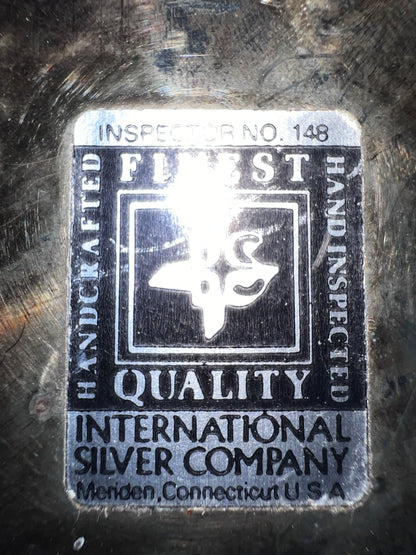 INSPECTOR NO. 148
FINEST
HANDCRAFTED
HAND INSPECTED
QUALITY
INTERNATIONAL
SILVER COMPANY
Meriden, Connecticut U S A